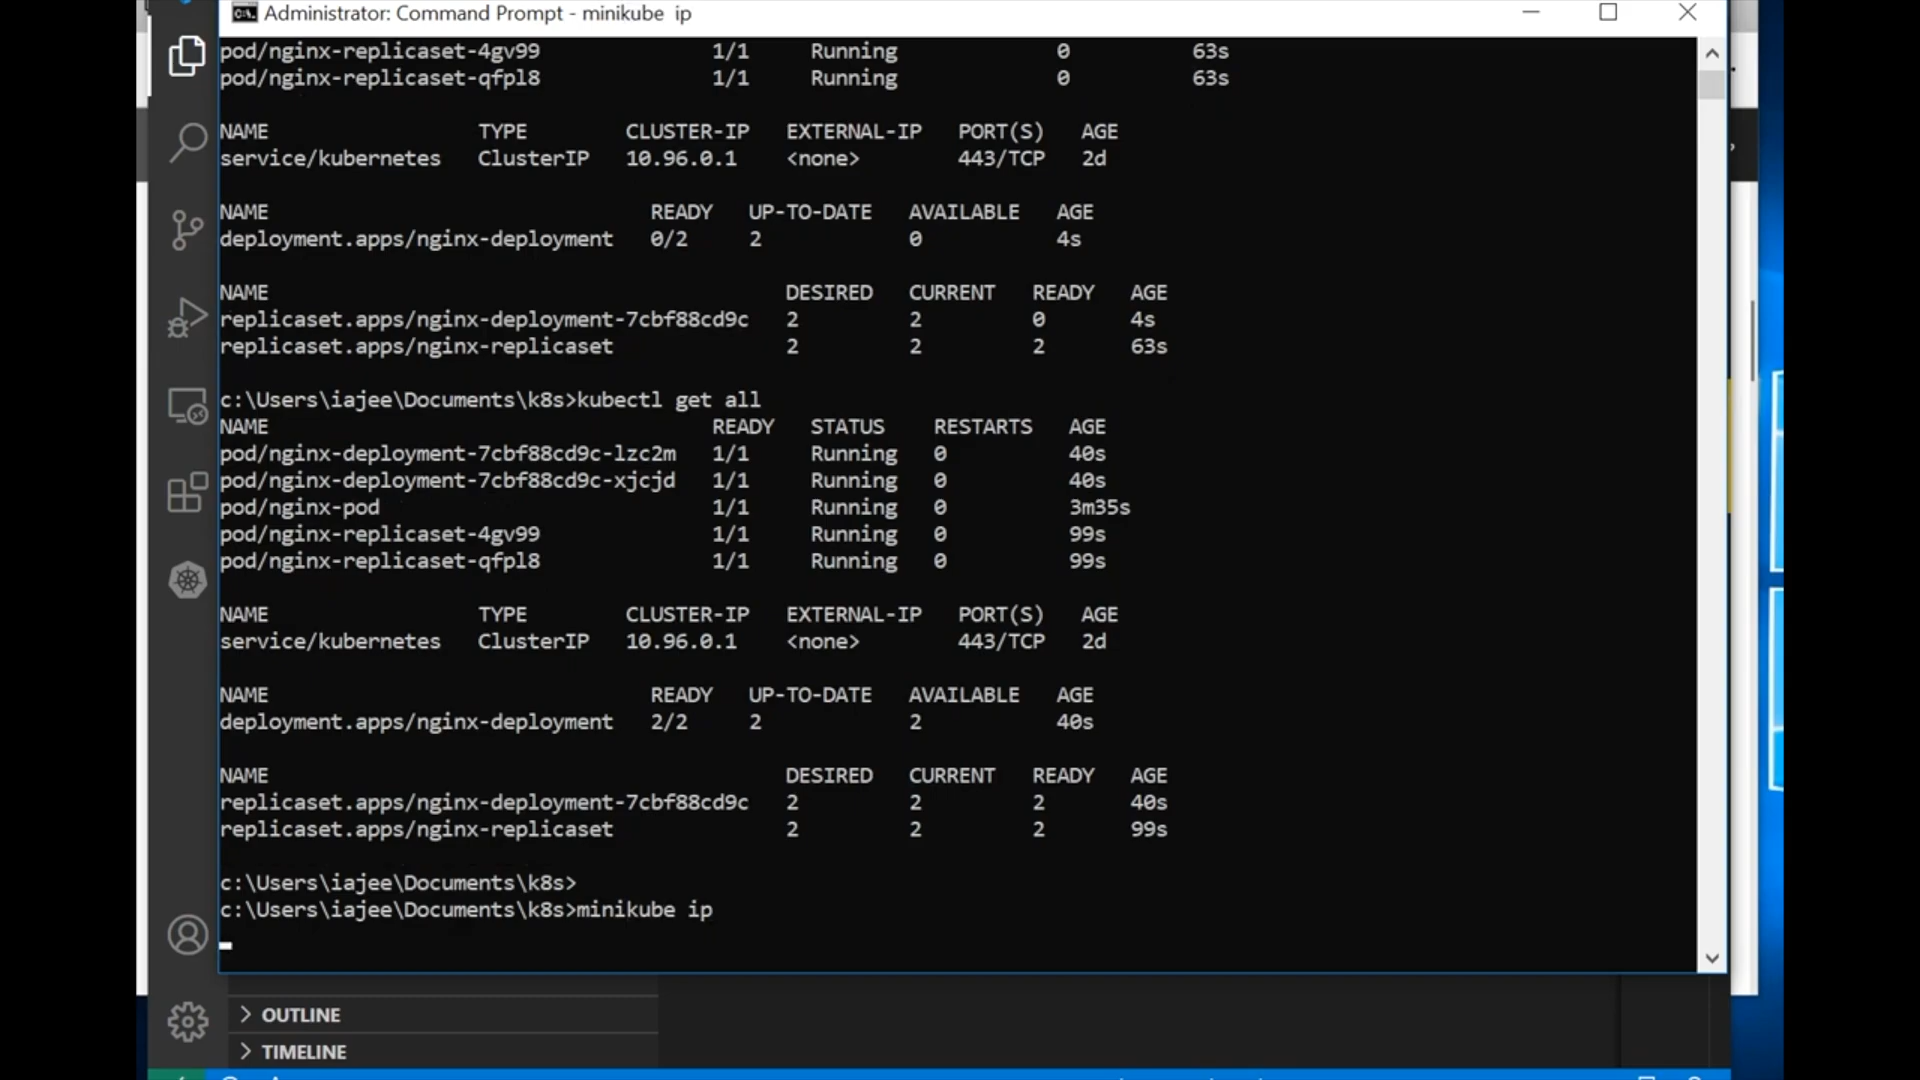 Administrator: Command Prompt - minikube ip
pod/nginx-replicaset-4gv99 1/1 Running 0 63s
pod/nginx-replicaset-qfpl8 1/1 Running 0 63s
NAME TYPE CLUSTER-IP EXTERNAL-IP PORT(S) AGE
service/kubernetes ClusterIP 10.96.0.1 <none> 443/TCP 2d
NAME READY UP-TO-DATE AVAILABLE AGE
deployment.apps/nginx-deployment 0/2 2 0 4s
NAME DESIRED CURRENT READY AGE
replicaset.apps/nginx-deployment-7cbf88cd9c 2 2 0 4s
replicaset.apps/nginx-replicaset 2 2 2 63s
c:\Users\iajee\Documents\k8s>kubectl get all
NAME READY STATUS RESTARTS AGE
pod/nginx-deployment-7cbf88cd9c-lzc2m 1/1 Running 0 40s
pod/nginx-deployment-7cbf88cd9c-xjcjd 1/1 Running 0 40s
pod/nginx-pod 1/1 Running 0 3m35s
pod/nginx-replicaset-4gv99 1/1 Running 0 99s
pod/nginx-replicaset-qfpl8 1/1 Running 0 99s
NAME TYPE CLUSTER-IP EXTERNAL-IP PORT(S) AGE
service/kubernetes ClusterIP 10.96.0.1 <none> 443/TCP 2d
NAME READY UP-TO-DATE AVAILABLE AGE
deployment.apps/nginx-deployment 2/2 2 2 40s
NAME DESIRED CURRENT READY AGE
replicaset.apps/nginx-deployment-7cbf88cd9c 2 2 2 40s
replicaset.apps/nginx-replicaset 2 2 2 99s
c:\Users\iajee\Documents\k8s>
c:\Users\iajee\Documents\k8s>minikube ip
OUTLINE
TIMELINE